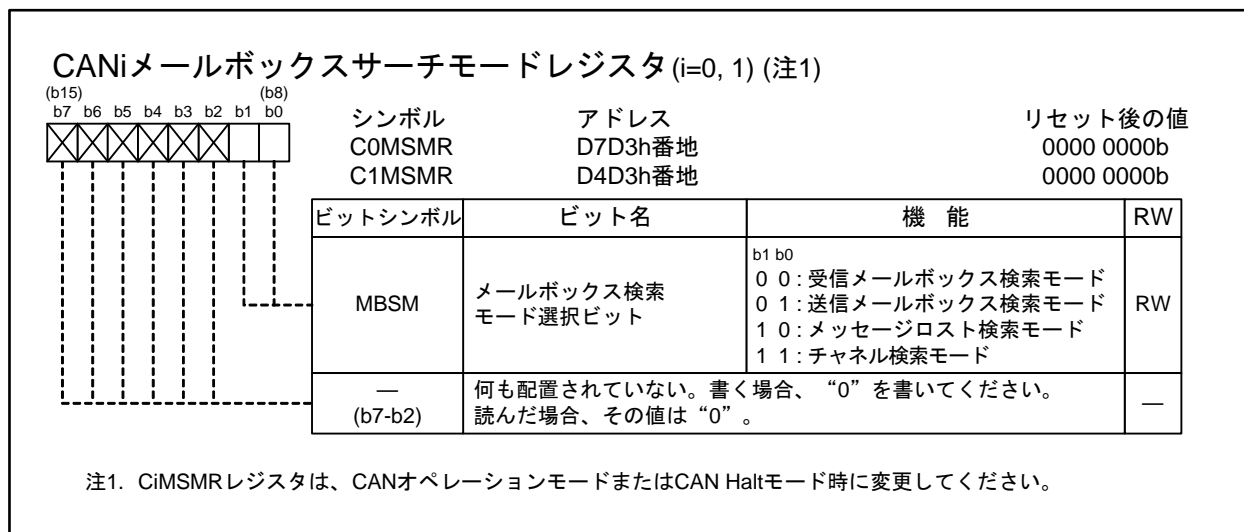 CANiメールボックスサーチモードレジスタ(i=0, 1) (注1)
(b15) (b8)
b7 b6 b5 b4 b3 b2 b1 b0
シンボル アドレス リセット後の値
C0MSMR D7D3h番地 0000 0000b
C1MSMR D4D3h番地 0000 0000b
ビットシンボル ビット名 機 能 RW
MBSM
メールボックス検索
モード選択ビット
b1 b0
0 0 : 受信メールボックス検索モード
0 1 : 送信メールボックス検索モード
1 0 : メッセージロスト検索モード
1 1 : チャネル検索モード
RW
—
(b7-b2)
何も配置されていない。書く場合、“0”を書いてください。
読んだ場合、その値は“0”。
—
注1. CiMSMRレジスタは、CANオペレーションモードまたはCAN Haltモード時に変更してください。